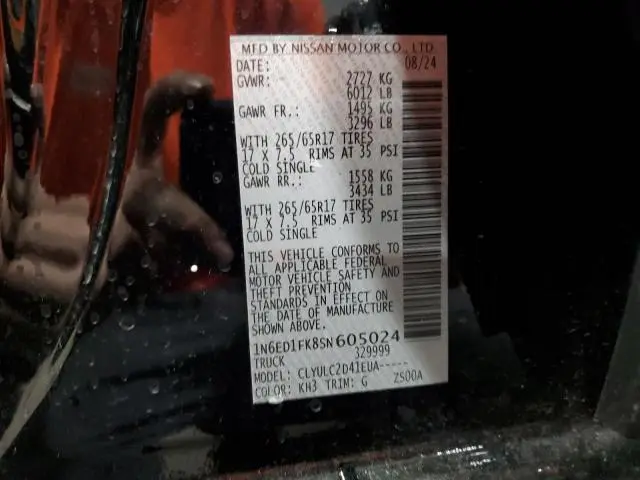 MFD BY NISSAN MOTOR CO., LTD
DATE: 08/24
GVWR: 2727 KG
6012 LB
GAWR FR.: 1495 KG
3296 LB
WITH 265/65R17 TIRES
17 X 7.5 RIMS AT 35 PSI
COLD SINGLE
GAWR RR.: 1558 KG
3434 LB
WITH 265/65R17 TIRES
17 X 7.5 RIMS AT 35 PSI
COLD SINGLE
THIS VEHICLE CONFORMS TO
ALL APPLICABLE FEDERAL
MOTOR VEHICLE SAFETY AND
THEFT PREVENTION
STANDARDS IN EFFECT ON
THE DATE OF MANUFACTURE
SHOWN ABOVE.
1N6ED1FK8SN605024
TRUCK 329999
MODEL: CLYULC2D41EUA-----
COLOR: KH3 TRIM: G ZS00A